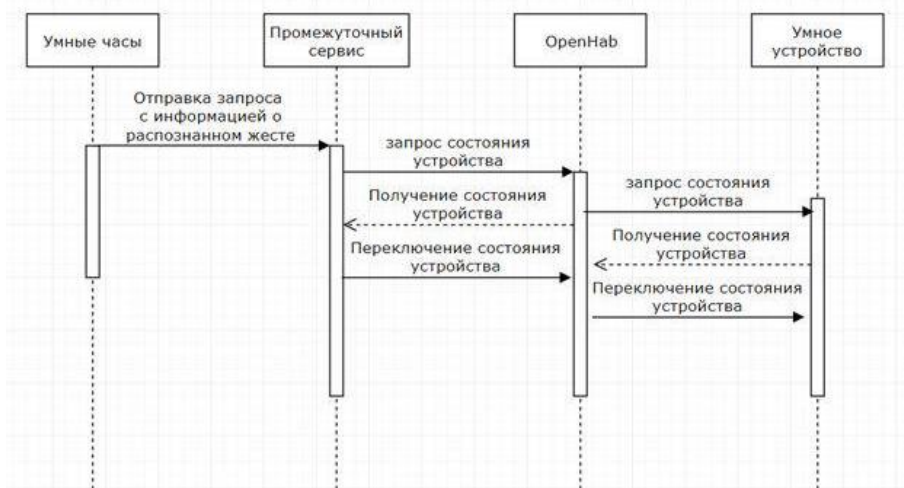 Умные часы
Промежуточный
сервис
OpenHab
Умное
устройство
Отправка запроса
с информацией о
распознанном жесте
запрос состояния
устройства
Получение состояния
устройства
Переключение состояния
устройства
запрос состояния
устройства
Получение состояния
устройства
Переключение состояния
устройства